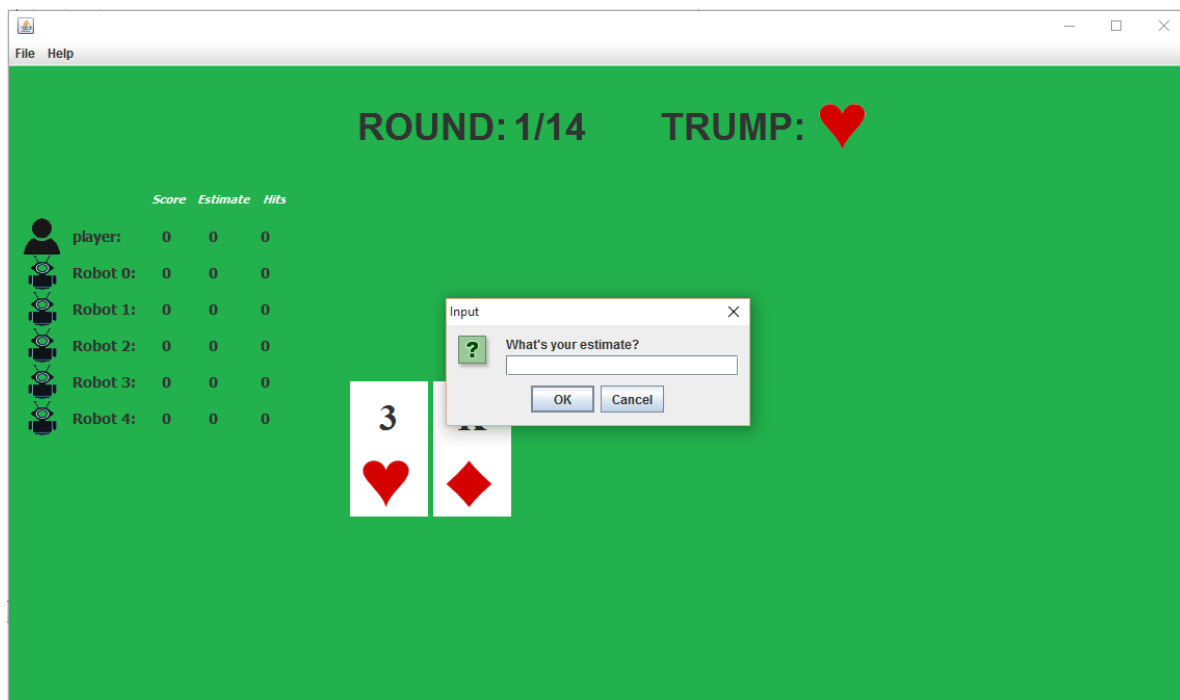 File Help
ROUND: 1/14 TRUMP:
Score Estimate Hits
player: 0 0 0
Robot 0: 0 0 0
Robot 1: 0 0 0
Robot 2: 0 0 0
Robot 3: 0 0 0
Robot 4: 0 0 0
Input
? What's your estimate?
OK Cancel
3